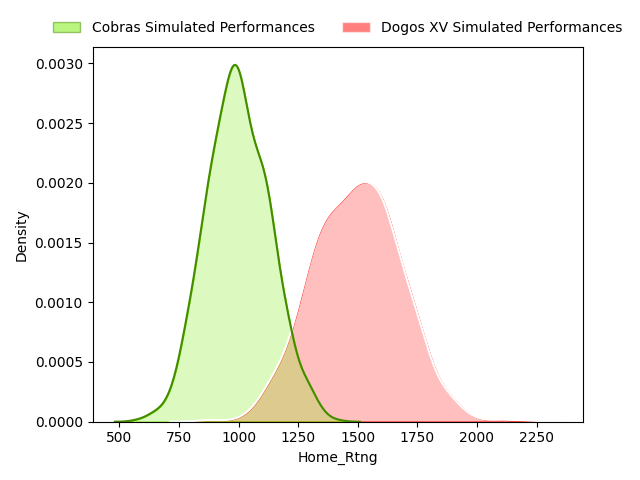 Cobras Simulated Performances Dogos XV Simulated Performances
0.0030
0.0025
0.0020
0.0015
0.0010
0.0005
0.0000
Density
500 750 1000 1250 1500 1750 2000 2250
Home_Rtng